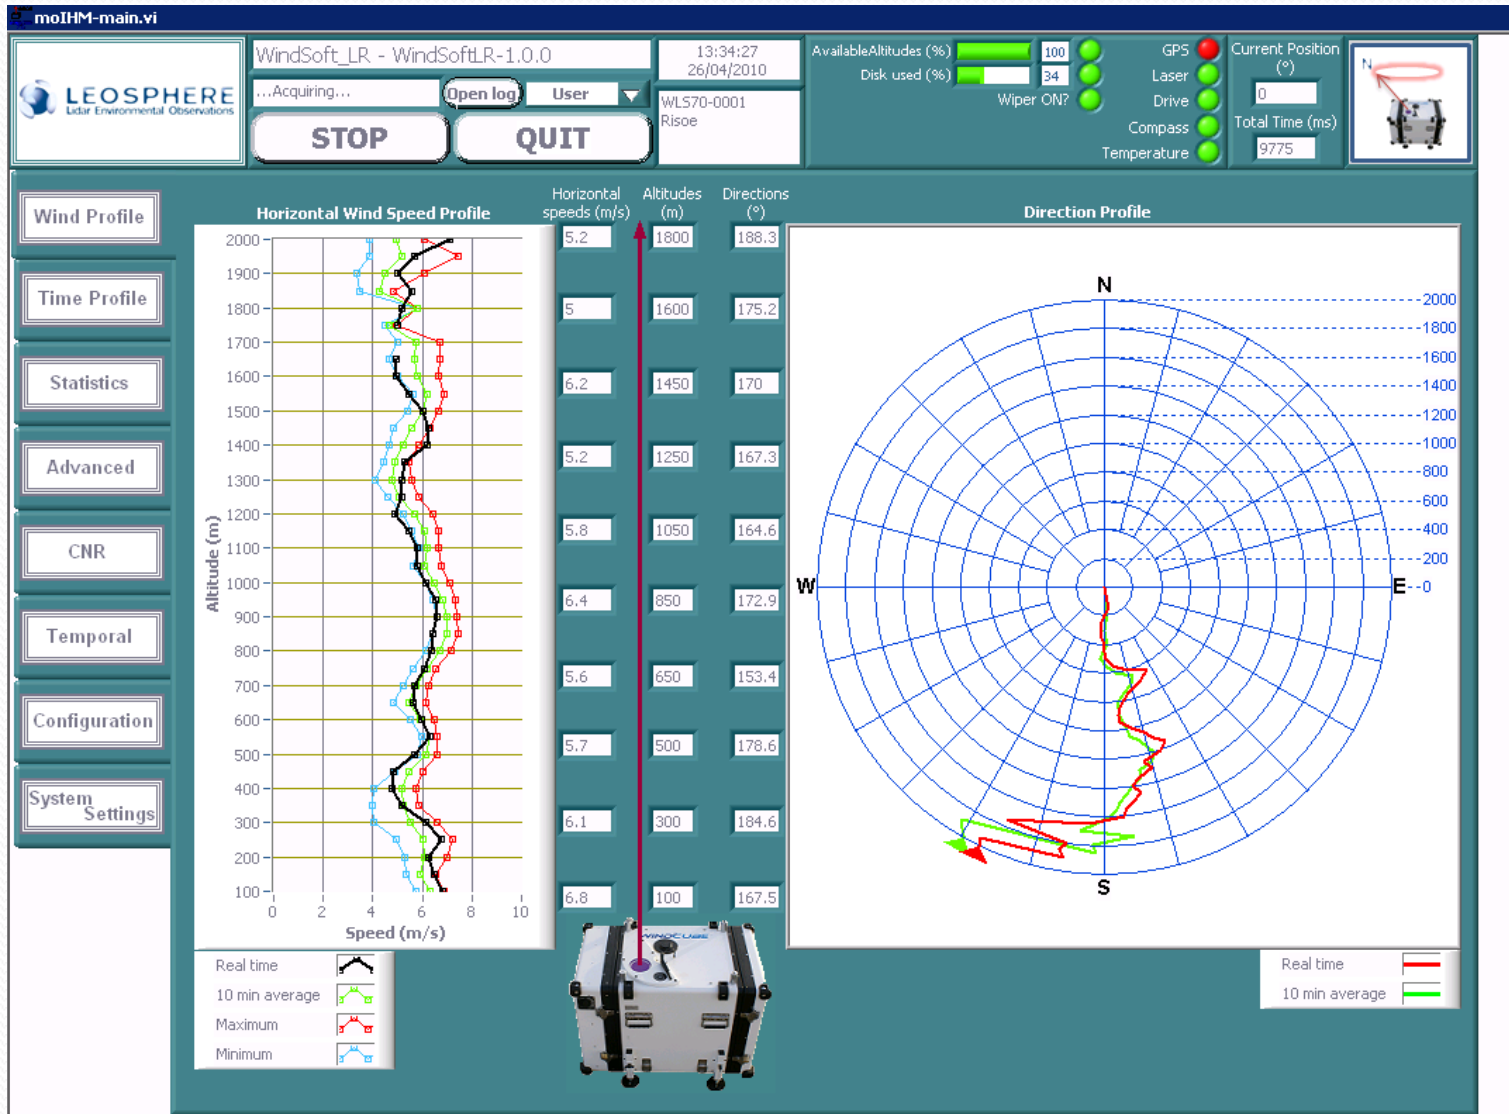 moIHM-main.vi
LEOSPHERE
Lidar Environmental Observations
WindSoft_LR - WindSoftLR-1.0.0
...Acquiring...
Open log
User
STOP
QUIT
13:34:27
26/04/2010
WLS70-0001
Risoe
AvailableAltitudes (%) 100
Disk used (%) 34
Wiper ON?
GPS
Laser
Drive
Compass
Temperature
Current Position
(°)
0
Total Time (ms)
9775
N
Wind Profile
Time Profile
Statistics
Advanced
CNR
Temporal
Configuration
System
Settings
Horizontal Wind Speed Profile
2000
1900
1800
1700
1600
1500
1400
1300
1200
1100
1000
900
800
700
600
500
400
300
200
100
Altitude (m)
0 2 4 6 8 10
Speed (m/s)
Real time
10 min average
Maximum
Minimum
Horizontal Altitudes Directions
speeds (m/s) (m) (°)
5.2 1800 188.3
5 1600 175.2
6.2 1450 170
5.2 1250 167.3
5.8 1050 164.6
6.4 850 172.9
5.6 650 153.4
5.7 500 178.6
6.1 300 184.6
6.8 100 167.5
WINDCUBE
Direction Profile
N
W
E
S
2000
1800
1600
1400
1200
1000
800
600
400
200
0
Real time
10 min average